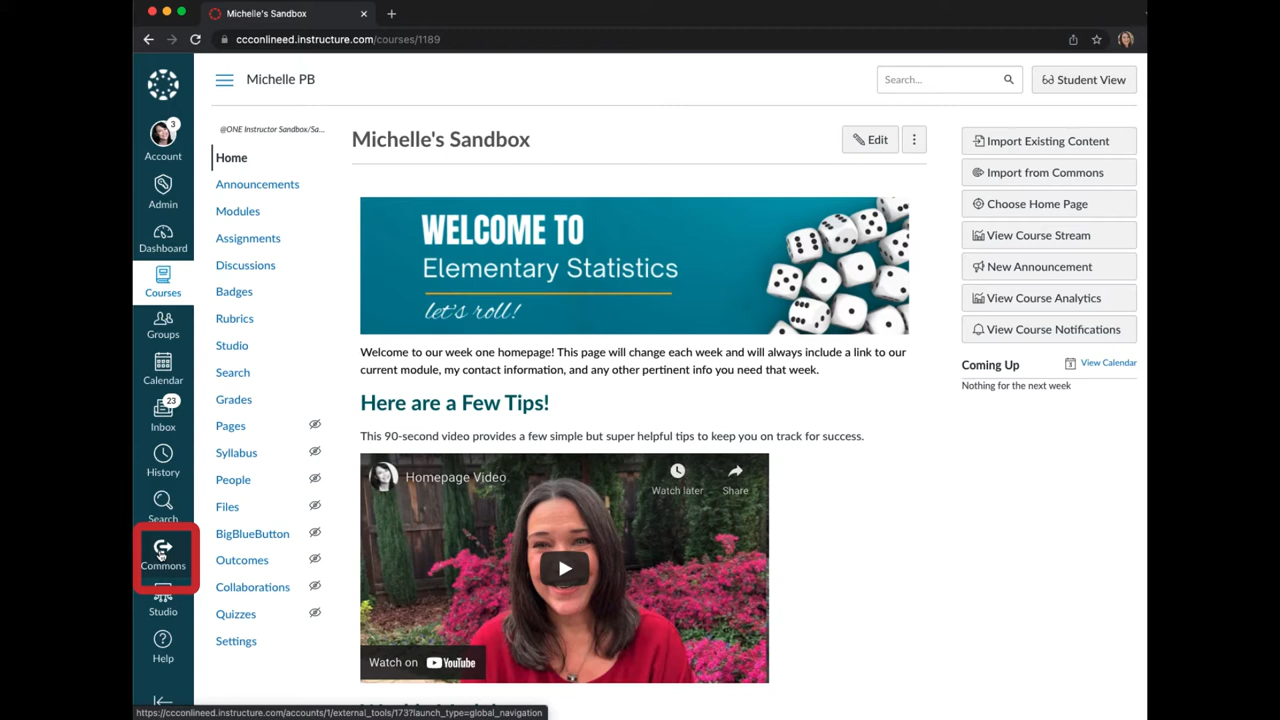 Michelle's Sandbox
ccconlineed.instructure.com/courses/1189
Michelle PB
Search...
Student View
3
Account
Admin
Dashboard
Courses
Groups
Calendar
23
Inbox
History
Search
Commons
Studio
Help
@ONE Instructor Sandbox/Sa...
Home
Announcements
Modules
Assignments
Discussions
Badges
Rubrics
Studio
Search
Grades
Pages
Syllabus
People
Files
BigBlueButton
Outcomes
Collaborations
Quizzes
Settings
Michelle's Sandbox
Edit
WELCOME TO
Elementary Statistics
let's roll!
Welcome to our week one homepage! This page will change each week and will always include a link to our
current module, my contact information, and any other pertinent info you need that week.
Here are a Few Tips!
This 90-second video provides a few simple but super helpful tips to keep you on track for success.
Homepage Video
Watch later
Share
Watch on YouTube
Import Existing Content
Import from Commons
Choose Home Page
View Course Stream
New Announcement
View Course Analytics
View Course Notifications
Coming Up
View Calendar
Nothing for the next week
https://ccconlineed.instructure.com/accounts/1/external_tools/173?launch_type=global_navigation